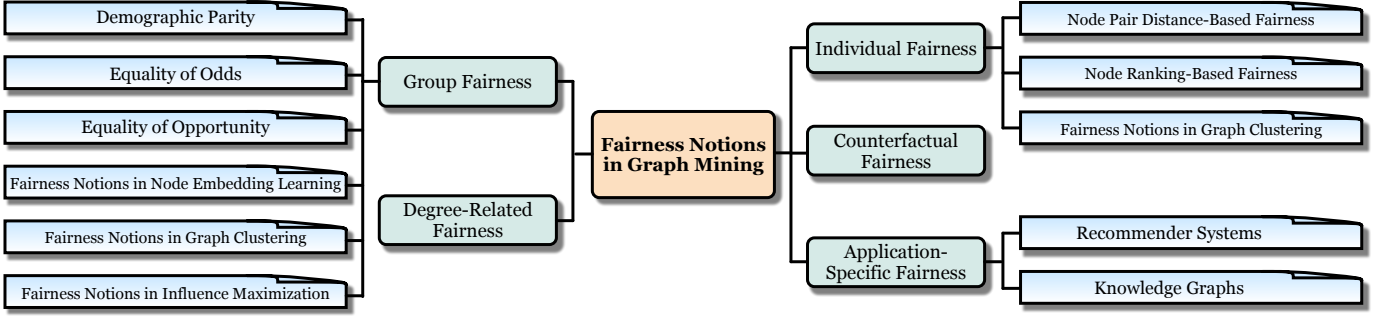 Demographic Parity
Equality of Odds
Equality of Opportunity
Fairness Notions in Node Embedding Learning
Fairness Notions in Graph Clustering
Fairness Notions in Influence Maximization
Group Fairness
Degree-Related
Fairness
Fairness Notions
in Graph Mining
Individual Fairness
Counterfactual
Fairness
Application-
Specific Fairness
Node Pair Distance-Based Fairness
Node Ranking-Based Fairness
Fairness Notions in Graph Clustering
Recommender Systems
Knowledge Graphs